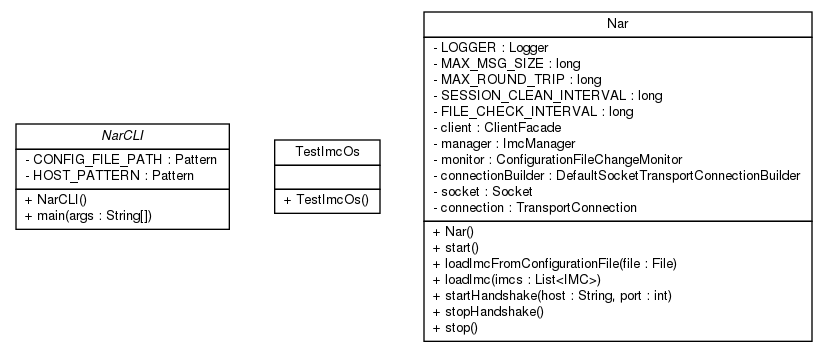 NarCLI
- CONFIG_FILE_PATH : Pattern
- HOST_PATTERN : Pattern
+ NarCLI()
+ main(args : String[])
TestImcOs
+ TestImcOs()
Nar
- LOGGER : Logger
- MAX_MSG_SIZE : long
- MAX_ROUND_TRIP : long
- SESSION_CLEAN_INTERVAL : long
- FILE_CHECK_INTERVAL : long
- client : ClientFacade
- manager : ImcManager
- monitor : ConfigurationFileChangeMonitor
- connectionBuilder : DefaultSocketTransportConnectionBuilder
- socket : Socket
- connection : TransportConnection
+ Nar()
+ start()
+ loadImcFromConfigurationFile(file : File)
+ loadImc(imcs : List<IMC>)
+ startHandshake(host : String, port : int)
+ stopHandshake()
+ stop()